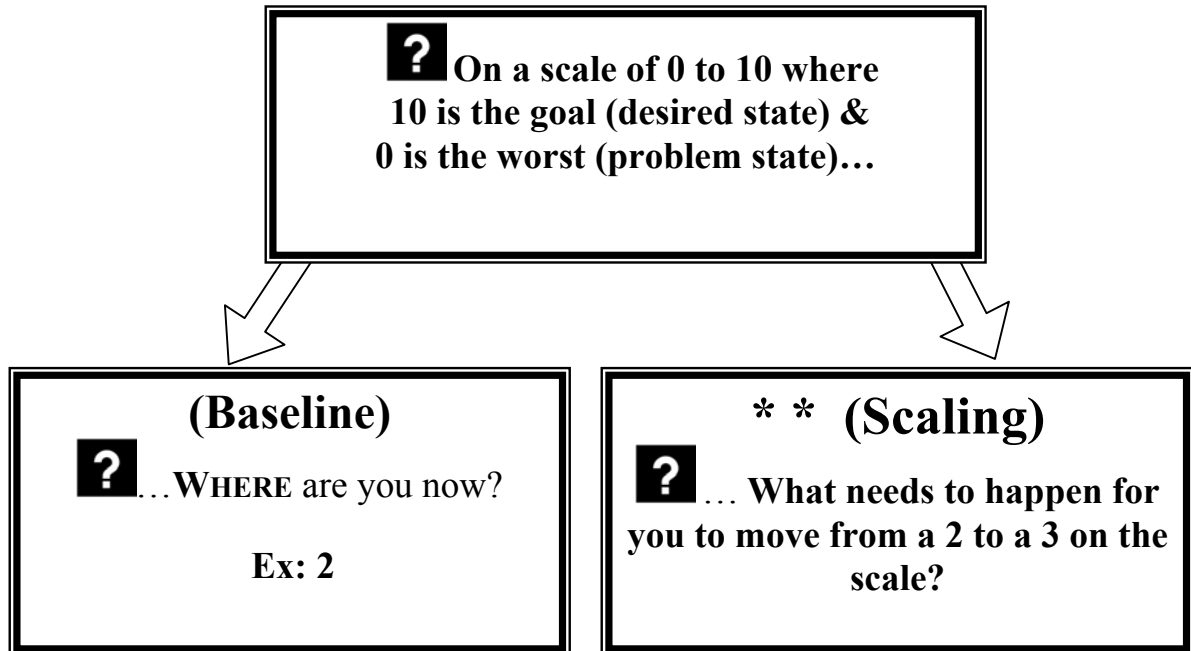 ? On a scale of 0 to 10 where
10 is the goal (desired state) &
0 is the worst (problem state)…
(Baseline)
? …WHERE are you now?
Ex: 2
* * (Scaling)
? … What needs to happen for
you to move from a 2 to a 3 on the
scale?